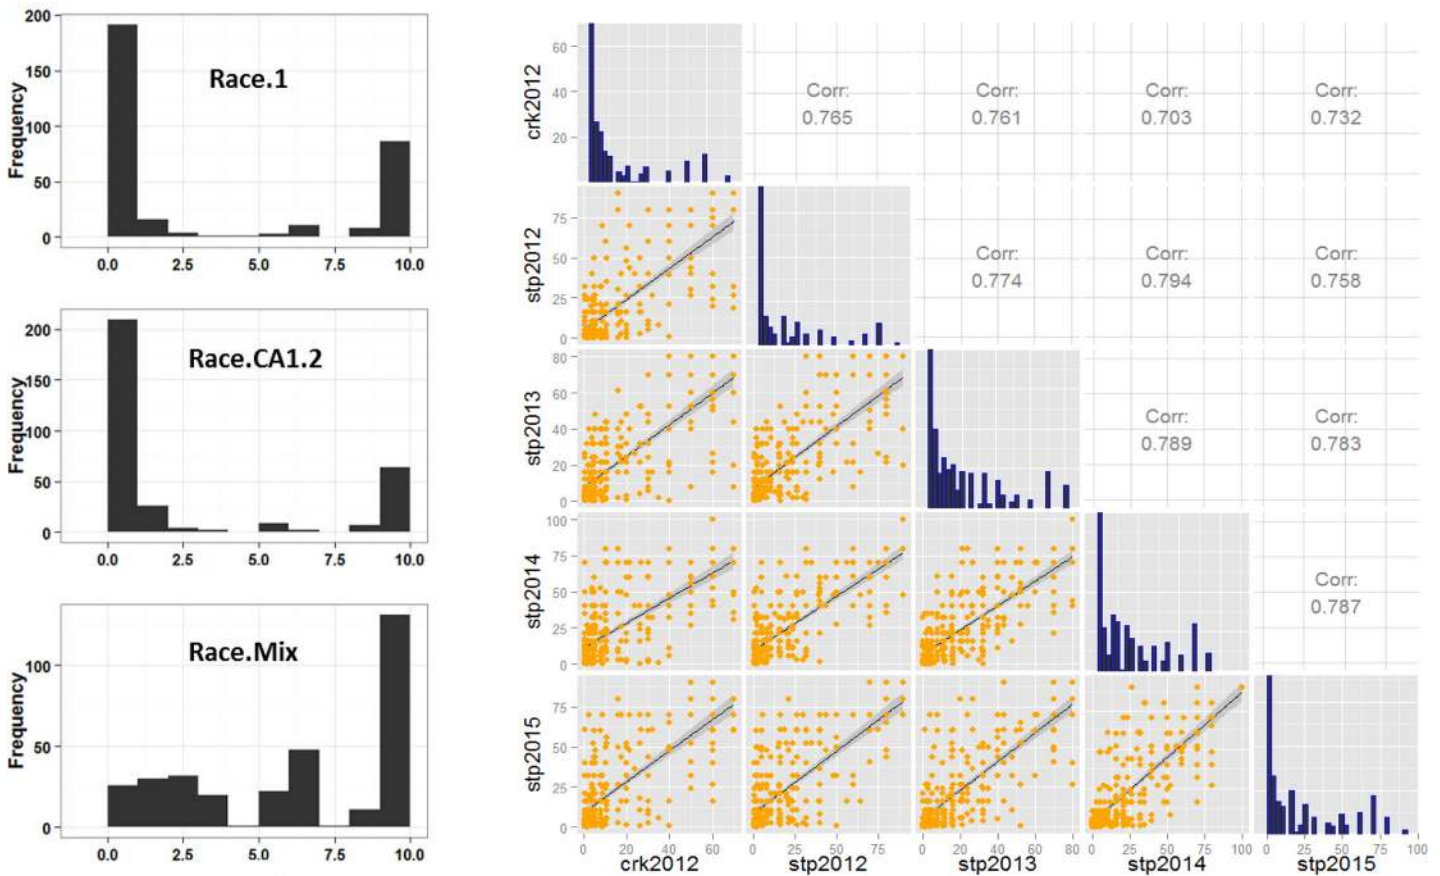 200
150
Race.1
100
Frequency
50
0
0.0 2.5 5.0 7.5 10.0
200
Race.CA1.2
150
Frequency
100
50
0
0.0 2.5 5.0 7.5 10.0
Race.Mix
100
Frequency
50
0
0.0 2.5 5.0 7.5 10.0
60
crk2012
40
20
Corr: Corr: Corr: Corr:
0.765 0.761 0.703 0.732
75
stp2012
50
25
0
Corr: Corr: Corr:
0.774 0.794 0.758
80
60
stp2013
40
20
0
Corr: Corr:
0.789 0.783
100
75
stp2014
50
25
0
Corr:
0.787
75
stp2015
50
25
0
0 20 40 60 0 25 50 75 0 20 40 60 80 0 25 50 75 100 0 25 50 75 100
crk2012 stp2012 stp2013 stp2014 stp2015